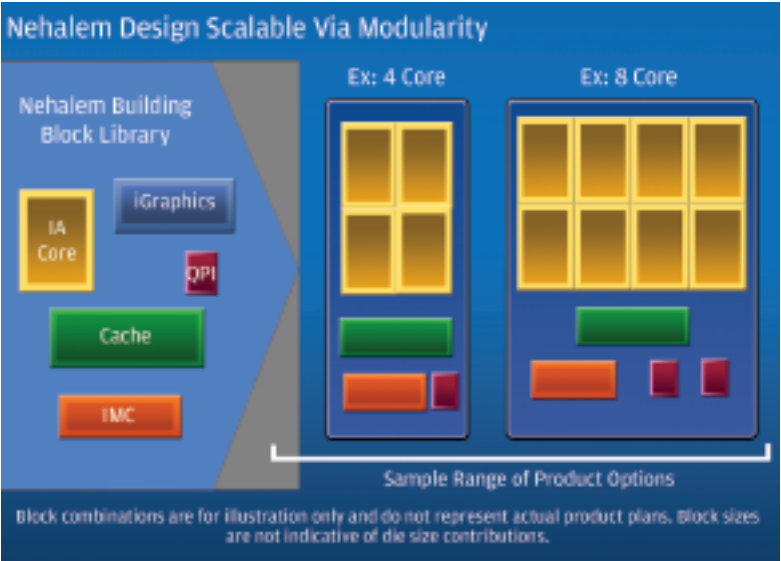 Nehalem Design Scalable Via Modularity
Nehalem Building
Block Library
IA
Core
iGraphics
QPI
Cache
IMC
Ex: 4 Core
Ex: 8 Core
Sample Range of Product Options
Block combinations are for illustration only and do not represent actual product plans. Block sizes
are not indicative of die size contributions.